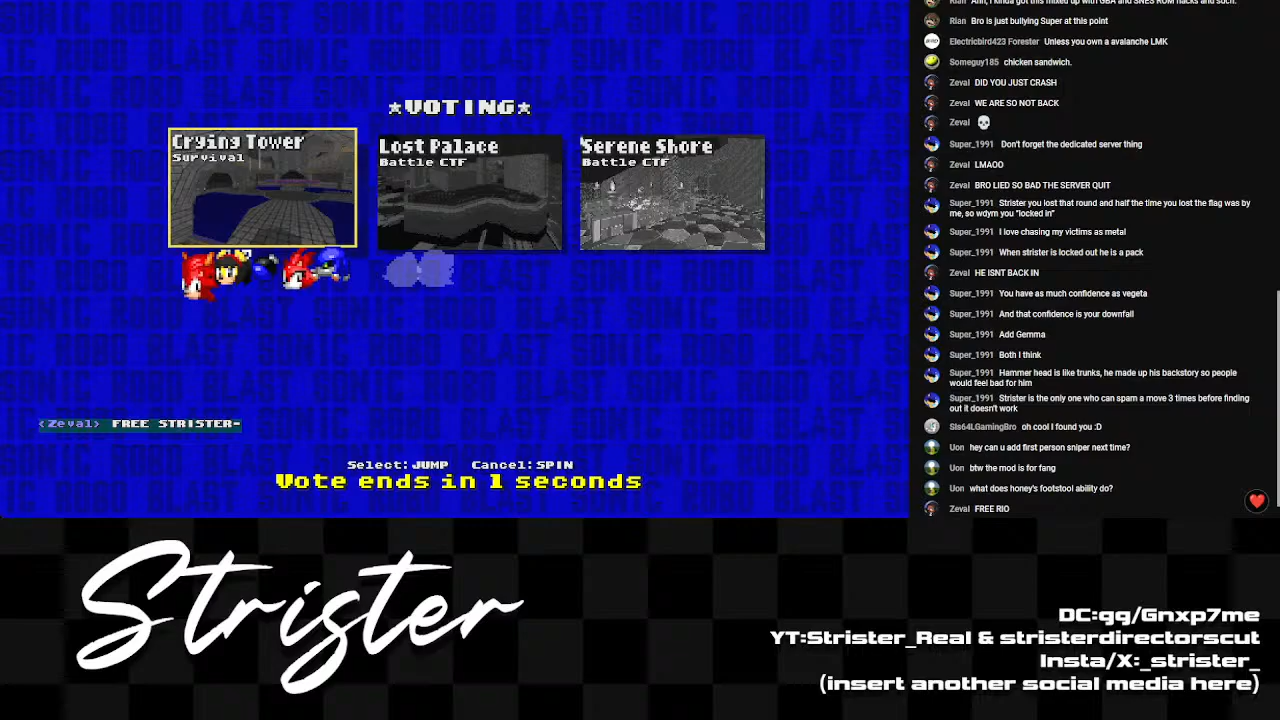 *VOTING*
Crying Tower
Survival
Lost Palace
Battle CTF
Serene Shore
Battle CTF
<Zeval> FREE STRISTER-
Select:JUMP Cancel:SPIN
Vote ends in 1 seconds
Rian Bro is just bullying Super at this point
Electricbird423 Forester Unless you own a avalanche LMK
Someguy185 chicken sandwich.
Zeval DID YOU JUST CRASH
Zeval WE ARE SO NOT BACK
Zeval 💀
Super_1991 Don't forget the dedicated server thing
Zeval LMAOO
Zeval BRO LIED SO BAD THE SERVER QUIT
Super_1991 Strister you lost that round and half the time you lost the flag was by
me, so wdym you "locked in"
Super_1991 I love chasing my victims as metal
Super_1991 When strister is locked out he is a pack
Zeval HE ISNT BACK IN
Super_1991 You have as much confidence as vegeta
Super_1991 And that confidence is your downfall
Super_1991 Add Gemma
Super_1991 Both I think
Super_1991 Hammer head is like trunks, he made up his backstory so people
would feel bad for him
Super_1991 Strister is the only one who can spam a move 3 times before finding
out it doesn't work
Sls64LGamingBro oh cool I found you :D
Uon hey can u add first person sniper next time?
Uon btw the mod is for fang
Uon what does honey's footstool ability do?
Zeval FREE RIO
Strister
DC:gg/Gnxp7me
YT:Strister_Real & stristerdirectorscut
Insta/X:_strister_
(insert another social media here)